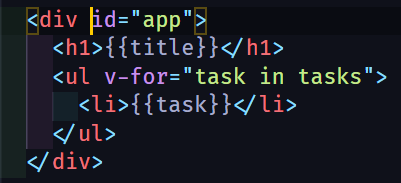 <div id="app">
<h1>{{title}}</h1>
<ul v-for="task in tasks">
<li>{{task}}</li>
</ul>
</div>